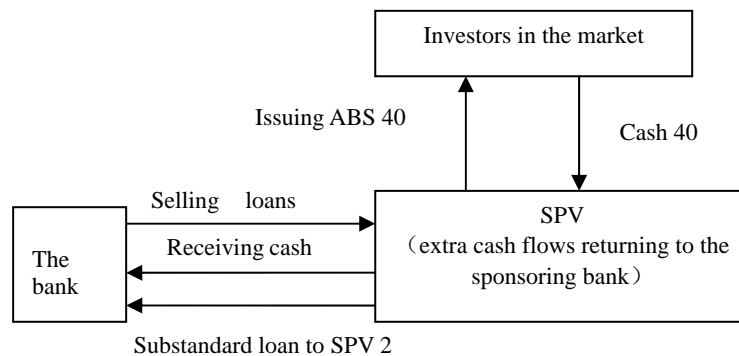 Investors in the market
Issuing ABS 40
Cash 40
Selling loans
SPV
（extra cash flows returning to the
sponsoring bank）
Receiving cash
The
bank
Substandard loan to SPV 2